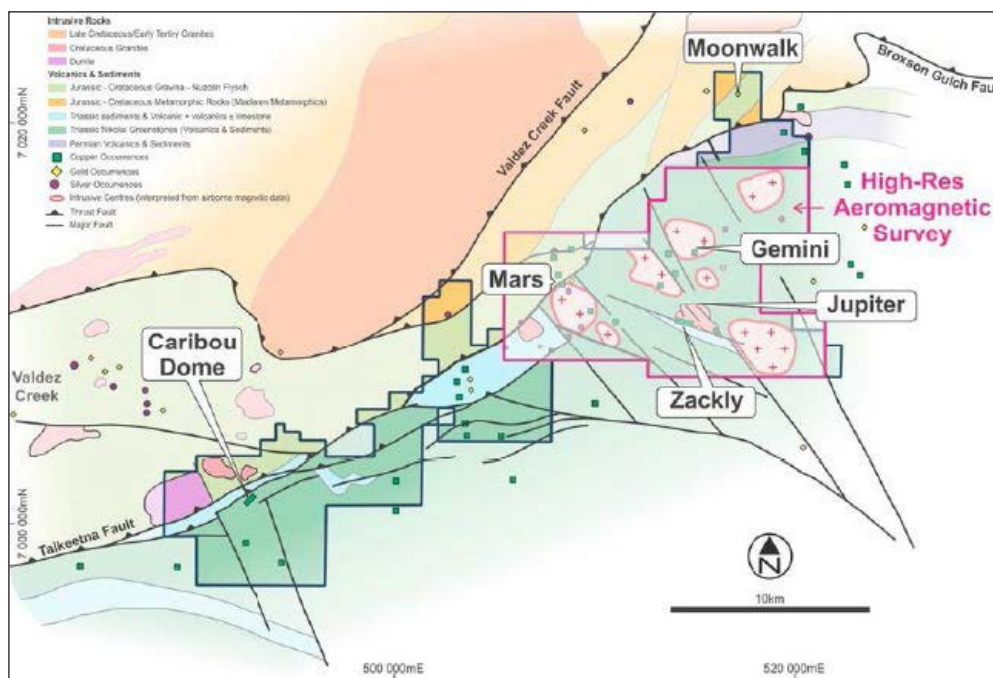 Intrusive Rocks
Late Cretaceous/Early Tertiry Granites
Cretaceous Granites
Dunite
Volcanics & Sediments
Jurassic - Cretaceous Gravina - Nuzotin Flysch
Jurassic - Cretaceous Metamorphic Rocks (Maclaren Metamorphics)
Triassic sediments & Volcanic + volcanics ± limestone
Triassic Nikolai Greenstones (Volcanics & Sediments)
Permian Volcanics & Sediments
Copper Occurrences
Gold Occurrences
Silver Occurrences
Intrusive Centres (interpreted from airborne magnetic data)
Thrust Fault
Major Fault
7 020 000mN
7 000 000mN
Valdez Creek Fault
Moonwalk
Broxson Gulch Fau
High-Res
Aeromagnetic
Survey
Gemini
Mars
Jupiter
Zackly
Caribou
Dome
Valdez
Creek
Talkeetna Fault
N
10km
500 000mE
520 000mE